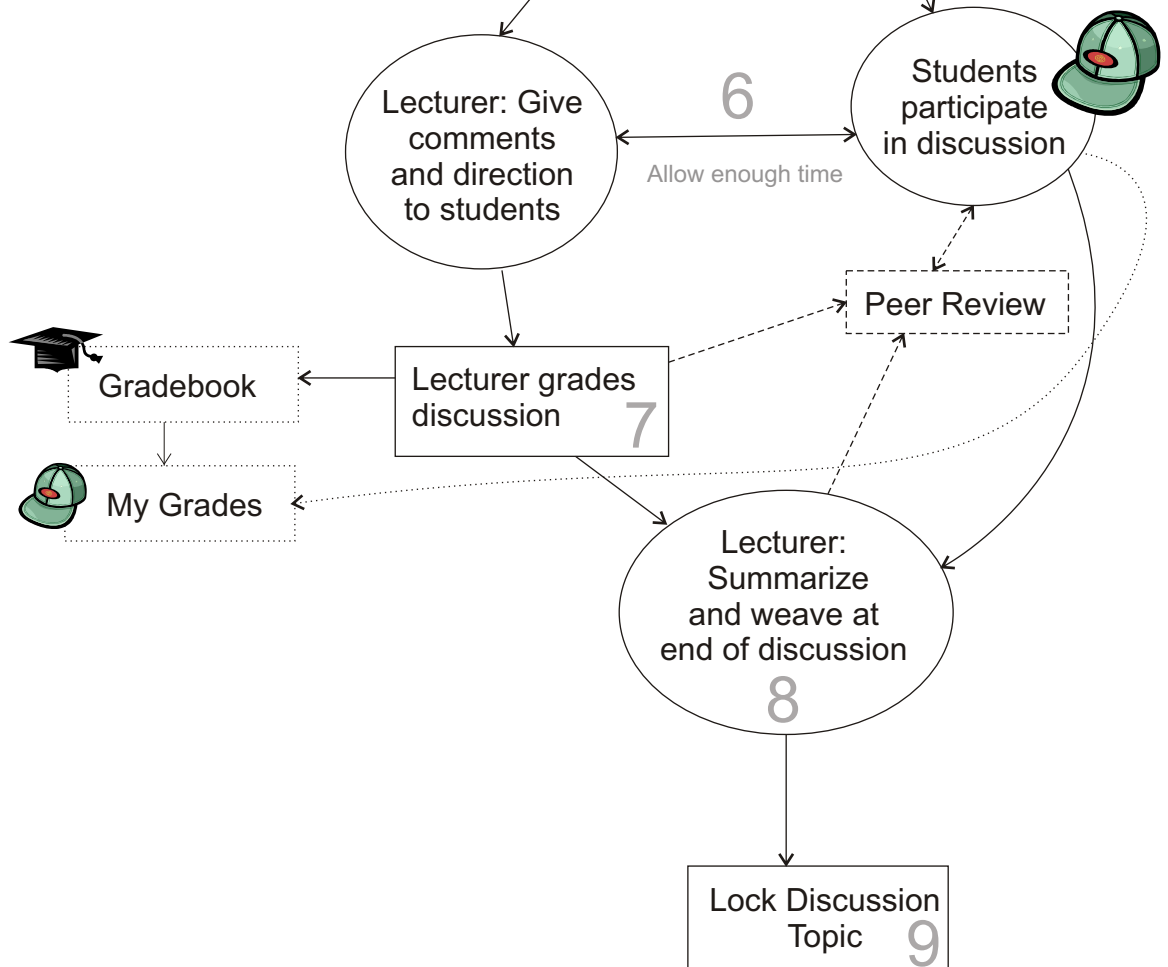 Lecturer: Give
comments
and direction
to students
6
Allow enough time
Students
participate
in discussion
Peer Review
Gradebook
Lecturer grades
discussion
7
My Grades
Lecturer:
Summarize
and weave at
end of discussion
8
Lock Discussion
Topic
9